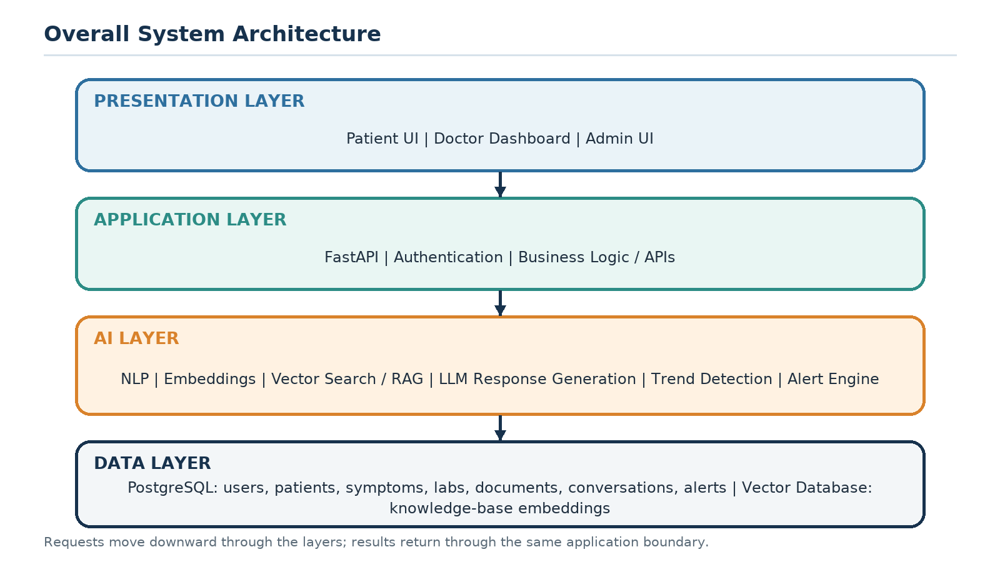 Overall System Architecture
PRESENTATION LAYER
Patient UI | Doctor Dashboard | Admin UI
APPLICATION LAYER
FastAPI | Authentication | Business Logic / APIs
AI LAYER
NLP | Embeddings | Vector Search / RAG | LLM Response Generation | Trend Detection | Alert Engine
DATA LAYER
PostgreSQL: users, patients, symptoms, labs, documents, conversations, alerts | Vector Database:
knowledge-base embeddings
Requests move downward through the layers; results return through the same application boundary.